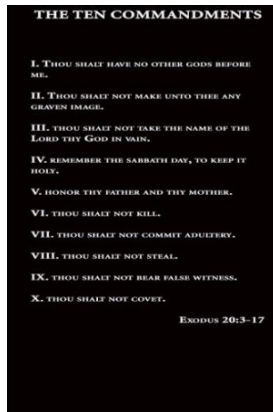 THE TEN COMMANDMENTS
I. THOU SHALT HAVE NO OTHER GODS BEFORE
ME.
II. THOU SHALT NOT MAKE UNTO THEE ANY
GRAVEN IMAGE.
III. THOU SHALT NOT TAKE THE NAME OF THE
LORD THY GOD IN VAIN.
IV. REMEMBER THE SABBATH DAY, TO KEEP IT
HOLY.
V. HONOR THY FATHER AND THY MOTHER.
VI. THOU SHALT NOT KILL.
VII. THOU SHALT NOT COMMIT ADULTERY.
VIII. THOU SHALT NOT STEAL.
IX. THOU SHALT NOT BEAR FALSE WITNESS.
X. THOU SHALT NOT COVET.
EXODUS 20:3-17